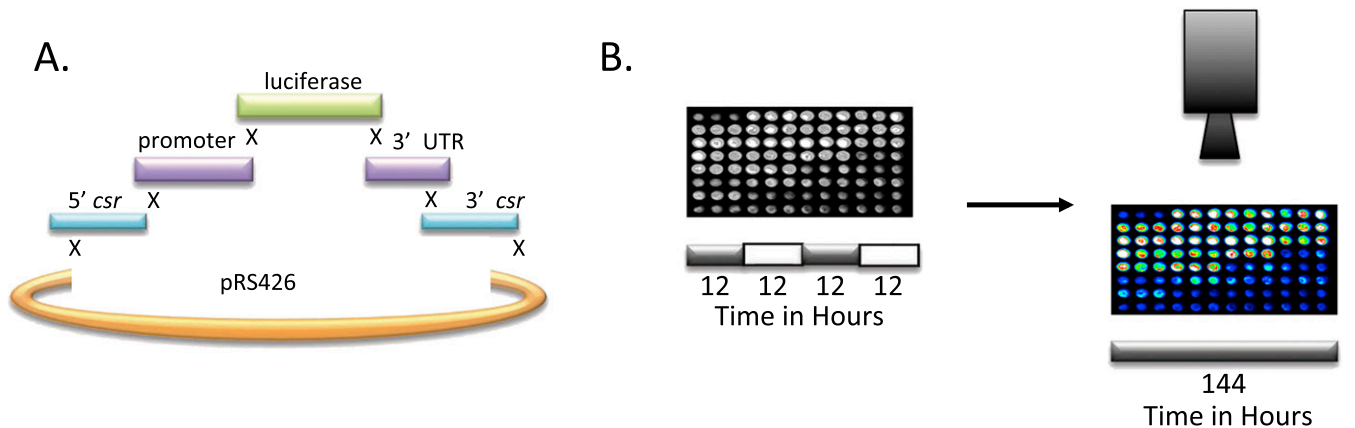 A.
luciferase
promoter X X 3' UTR
5' csr X X 3' csr
X X
pRS426
B.
12 12 12 12
Time in Hours
144
Time in Hours